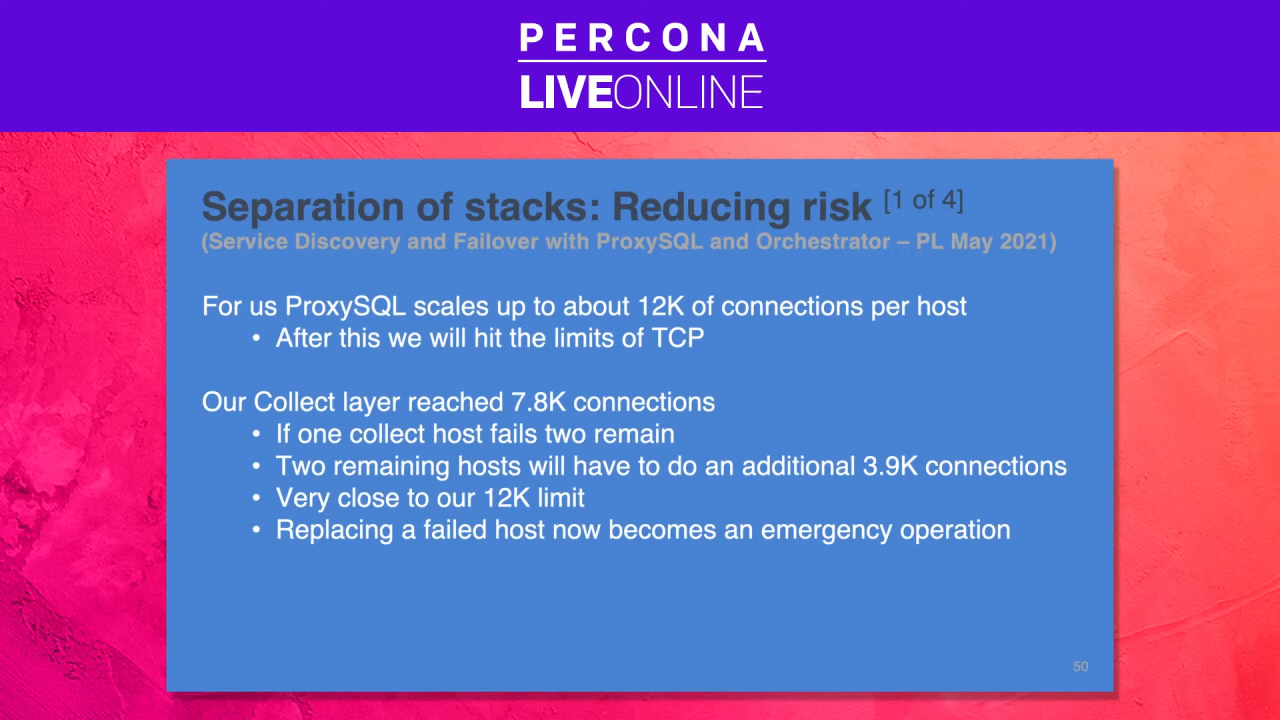 PERCONA
LIVEONLINE
Separation of stacks: Reducing risk [1 of 4]
(Service Discovery and Failover with ProxySQL and Orchestrator – PL May 2021)
For us ProxySQL scales up to about 12K of connections per host
• After this we will hit the limits of TCP
Our Collect layer reached 7.8K connections
• If one collect host fails two remain
• Two remaining hosts will have to do an additional 3.9K connections
• Very close to our 12K limit
• Replacing a failed host now becomes an emergency operation
50